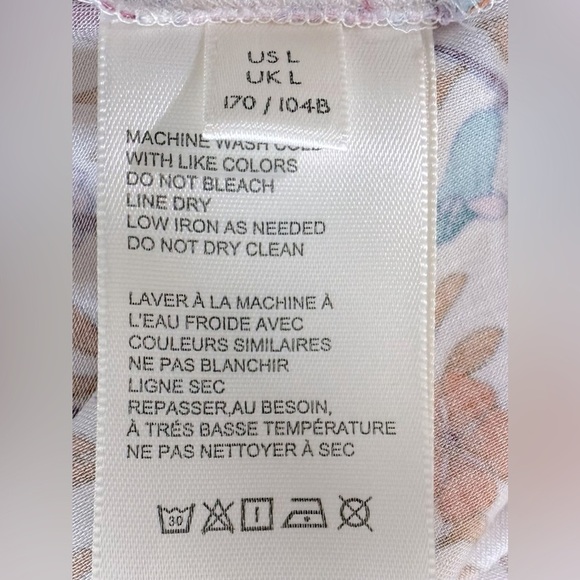 US L
UK L
170 / 104B
MACHINE WASH COLD
WITH LIKE COLORS
DO NOT BLEACH
LINE DRY
LOW IRON AS NEEDED
DO NOT DRY CLEAN
LAVER À LA MACHINE À
L'EAU FROIDE AVEC
COULEURS SIMILAIRES
NE PAS BLANCHIR
LIGNE SEC
REPASSER,AU BESOIN,
À TRÉS BASSE TEMPÉRATURE
NE PAS NETTOYER À SEC
30